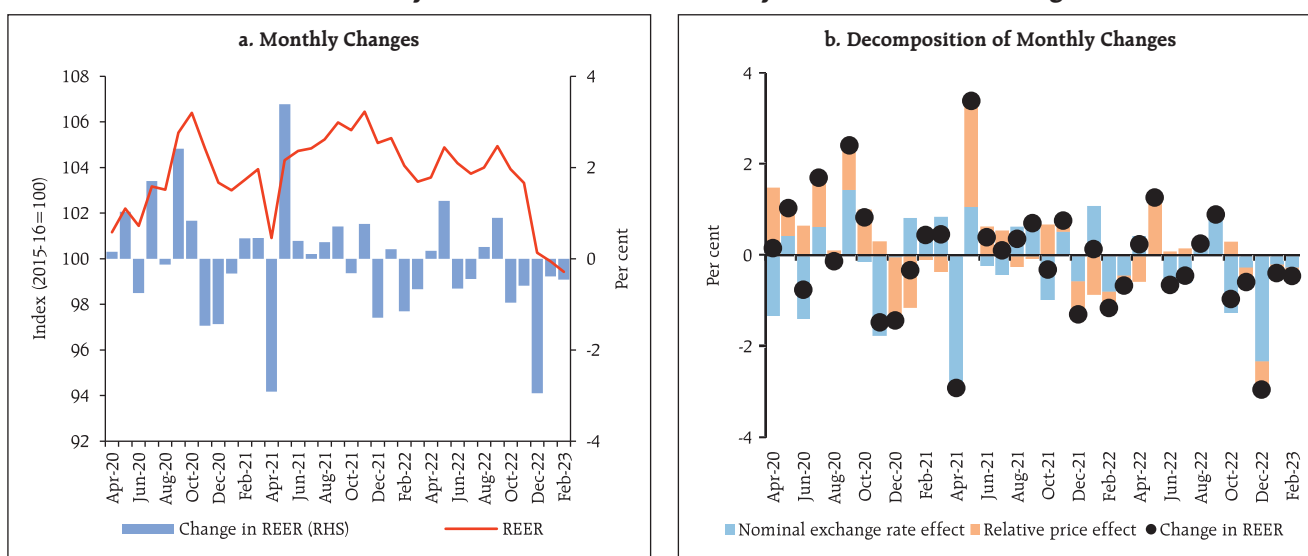 a. Monthly Changes
108
106
104
102
100
98
96
94
92
Index (2015-16=100)
4
2
0
-2
-4
Per cent
Apr-20
Jun-20
Aug-20
Oct-20
Dec-20
Feb-21
Apr-21
Jun-21
Aug-21
Oct-21
Dec-21
Feb-22
Apr-22
Jun-22
Aug-22
Oct-22
Dec-22
Feb-23
Change in REER (RHS)
REER
b. Decomposition of Monthly Changes
4
2
0
-2
-4
Per cent
Apr-20
Jun-20
Aug-20
Oct-20
Dec-20
Feb-21
Apr-21
Jun-21
Aug-21
Oct-21
Dec-21
Feb-22
Apr-22
Jun-22
Aug-22
Oct-22
Dec-22
Feb-23
Nominal exchange rate effect
Relative price effect
Change in REER